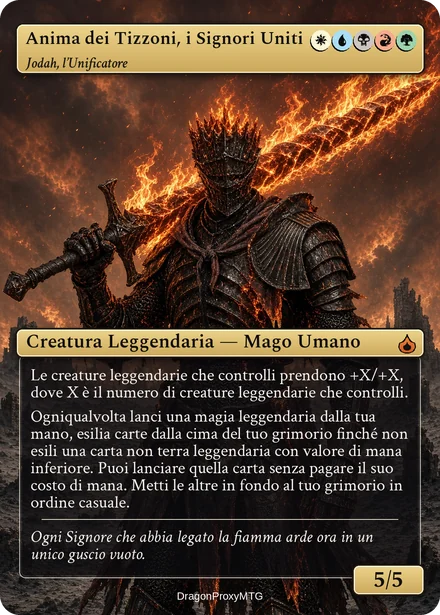 Anima dei Tizzoni, i Signori Uniti
Jodah, l'Unificatore
Creatura Leggendaria — Mago Umano
Le creature leggendarie che controlli prendono +X/+X,
dove X è il numero di creature leggendarie che controlli.
Ogniqualvolta lanci una magia leggendaria dalla tua
mano, esilia carte dalla cima del tuo grimorio finché non
esili una carta non terra leggendaria con valore di mana
inferiore. Puoi lanciare quella carta senza pagare il suo
costo di mana. Metti le altre in fondo al tuo grimorio in
ordine casuale.
Ogni Signore che abbia legato la fiamma arde ora in un
unico guscio vuoto.
5/5
DragonProxyMTG